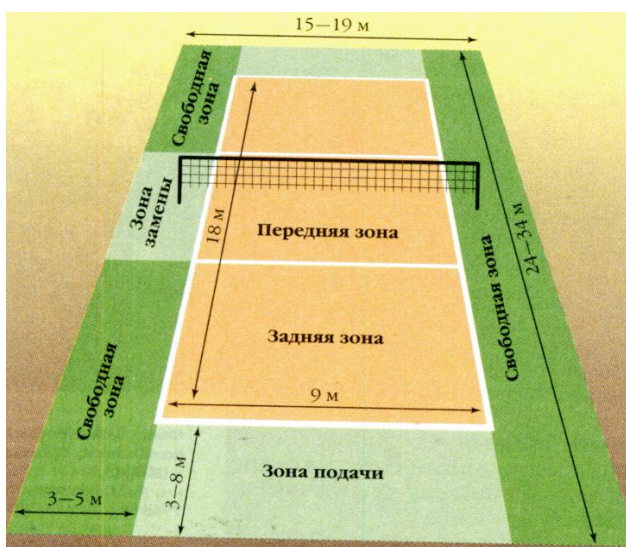 15—19 м
Свободная
зона
Зона
замены
18 м
Передняя зона
24—34 м
Свободная зона
Задняя зона
Свободная
зона
9 м
3—8 м
Зона подачи
3—5 м